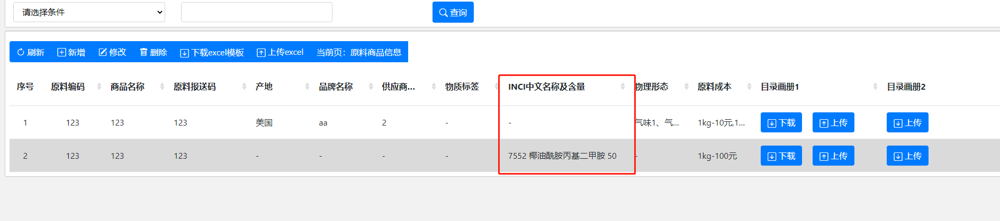 请选择条件 查询
刷新 新增 修改 删除 下载excel模板 上传excel 当前页：原料商品信息
序号 原料编码 商品名称 原料报送码 产地 品牌名称 供应商... 物质标签 INCI中文名称及含量 物理形态 原料成本 目录画册1 目录画册2
1 123 123 123 美国 aa 2 - - 气味1、气... 1kg-10元,1... 下载 上传 上传
2 123 123 123 - - - - 7552 椰油酰胺丙基二甲胺 50 - 1kg-100元 下载 上传 上传